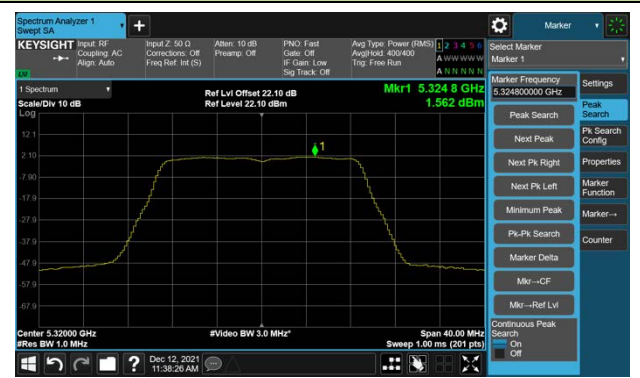 Spectrum Analyzer 1
Swept SA
Marker
KEYSIGHT
Input: RF
Coupling: AC
Align: Auto
Input Z: 50 Ω
Corrections: Off
Freq Ref: Int (S)
Atten: 10 dB
Preamp: Off
PNO: Fast
Gate: Off
IF Gain: Low
Sig Track: Off
Avg Type: Power (RMS)
Avg|Hold: 400/400
Trig: Free Run
1 2 3 4 5 6
A W W W W W
A N N N N N
Select Marker
Marker 1
1 Spectrum
Scale/Div 10 dB
Log
Ref Lvl Offset 22.10 dB
Ref Level 22.10 dBm
Mkr1 5.324 8 GHz
1.562 dBm
12.1
2.10
-7.90
-17.9
-27.9
-37.9
-47.9
-57.9
-67.9
1
Center 5.32000 GHz
#Res BW 1.0 MHz
#Video BW 3.0 MHz*
Span 40.00 MHz
Sweep 1.00 ms (201 pts)
Marker Frequency
5.324800000 GHz
Peak Search
Next Peak
Next Pk Right
Next Pk Left
Minimum Peak
Pk-Pk Search
Marker Delta
Mkr→CF
Mkr→Ref Lvl
Continuous Peak
Search
On
Off
Settings
Peak
Search
Pk Search
Config
Properties
Marker
Function
Marker→
Counter
Dec 12, 2021
11:38:26 AM